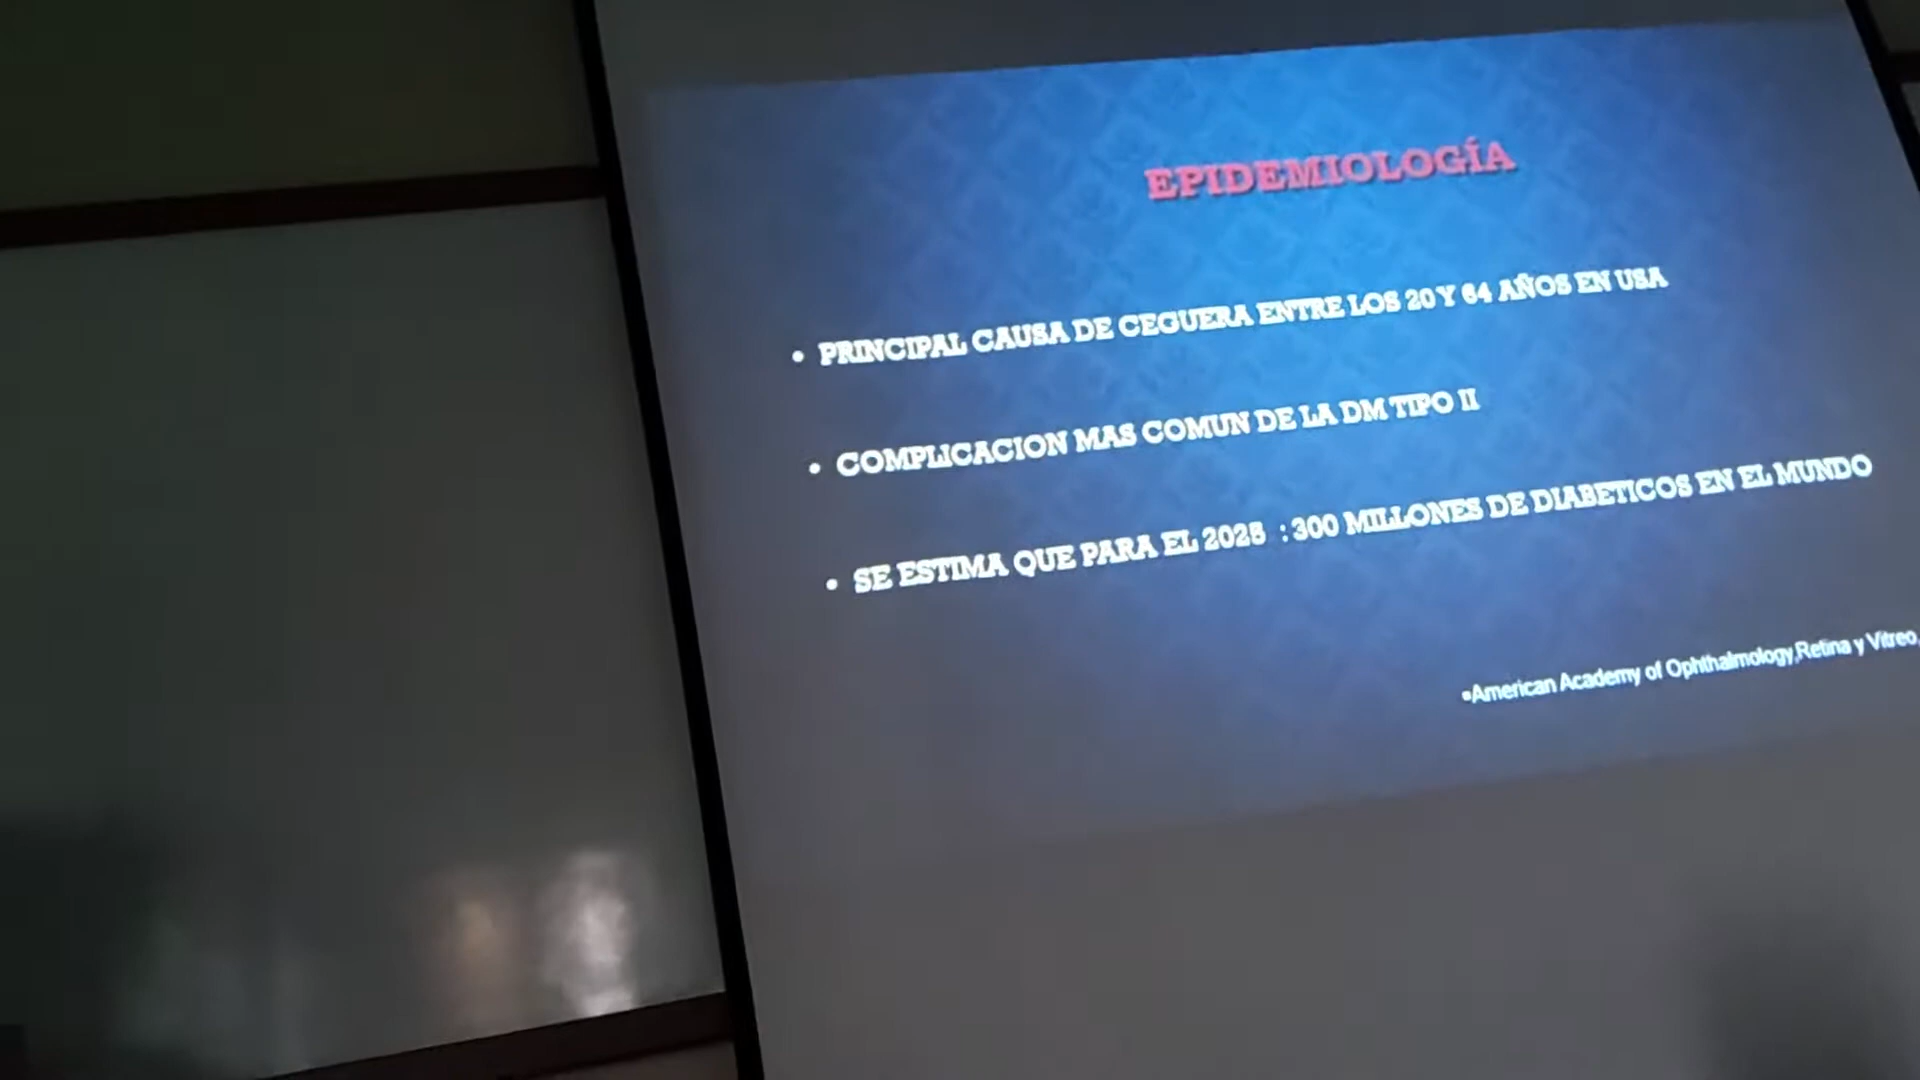 EPIDEMIOLOGÍA
• PRINCIPAL CAUSA DE CEGUERA ENTRE LOS 20 Y 64 AÑOS EN USA
• COMPLICACION MAS COMUN DE LA DM TIPO II
• SE ESTIMA QUE PARA EL 2025 : 300 MILLONES DE DIABETICOS EN EL MUNDO
•American Academy of Ophthalmology,Retina y Vitreo,